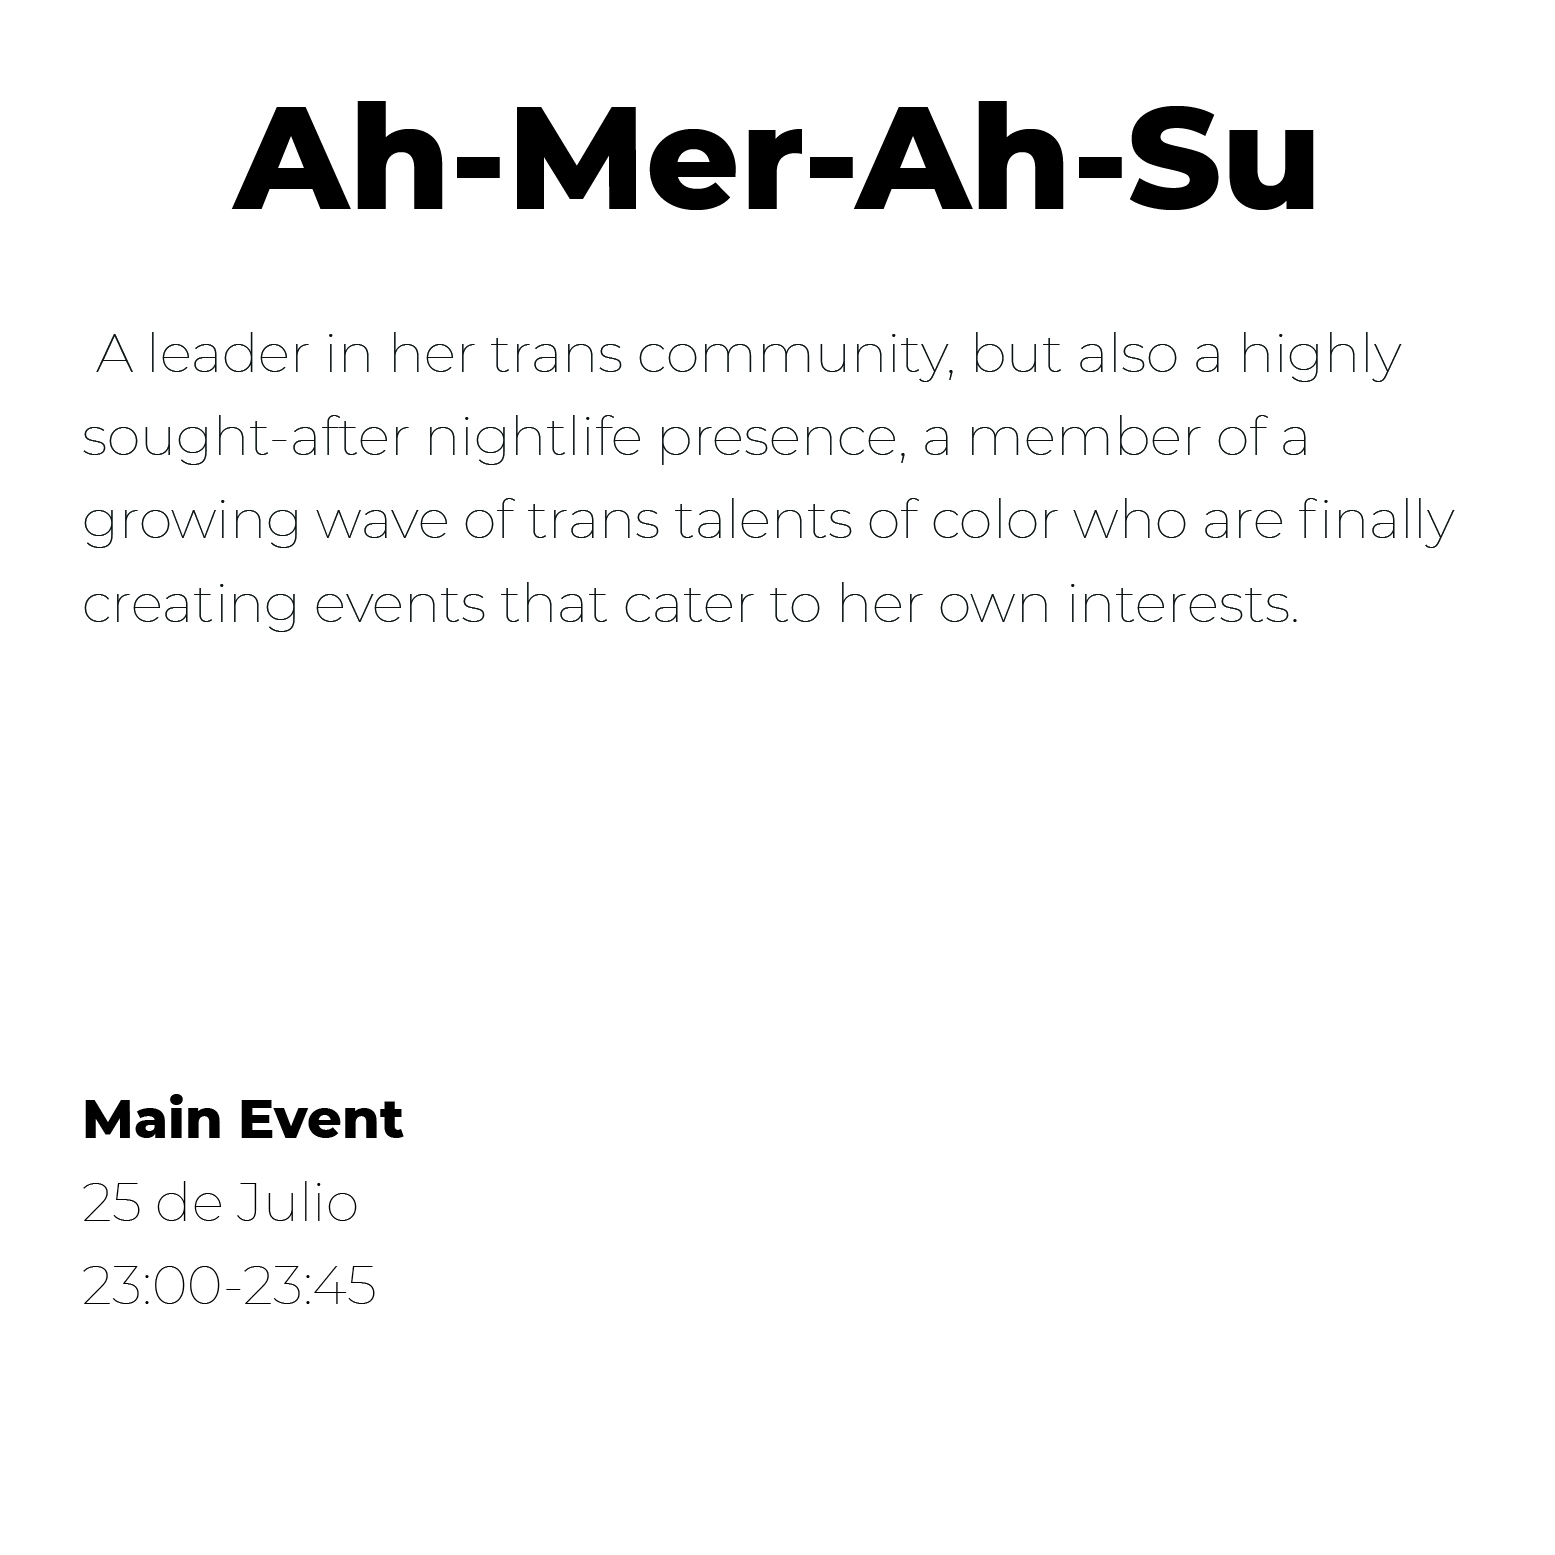 Ah-Mer-Ah-Su
A leader in her trans community, but also a highly
sought-after nightlife presence, a member of a
growing wave of trans talents of color who are finally
creating events that cater to her own interests.
Main Event
25 de Julio
23:00-23:45